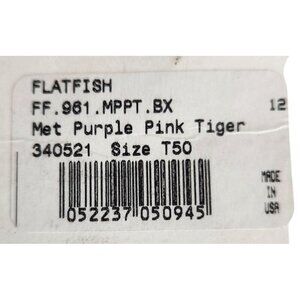 FLATFISH
FF.961.MPPT.BX 12
Met Purple Pink Tiger
340521 Size T50
MADE
IN
USA
052237 050945